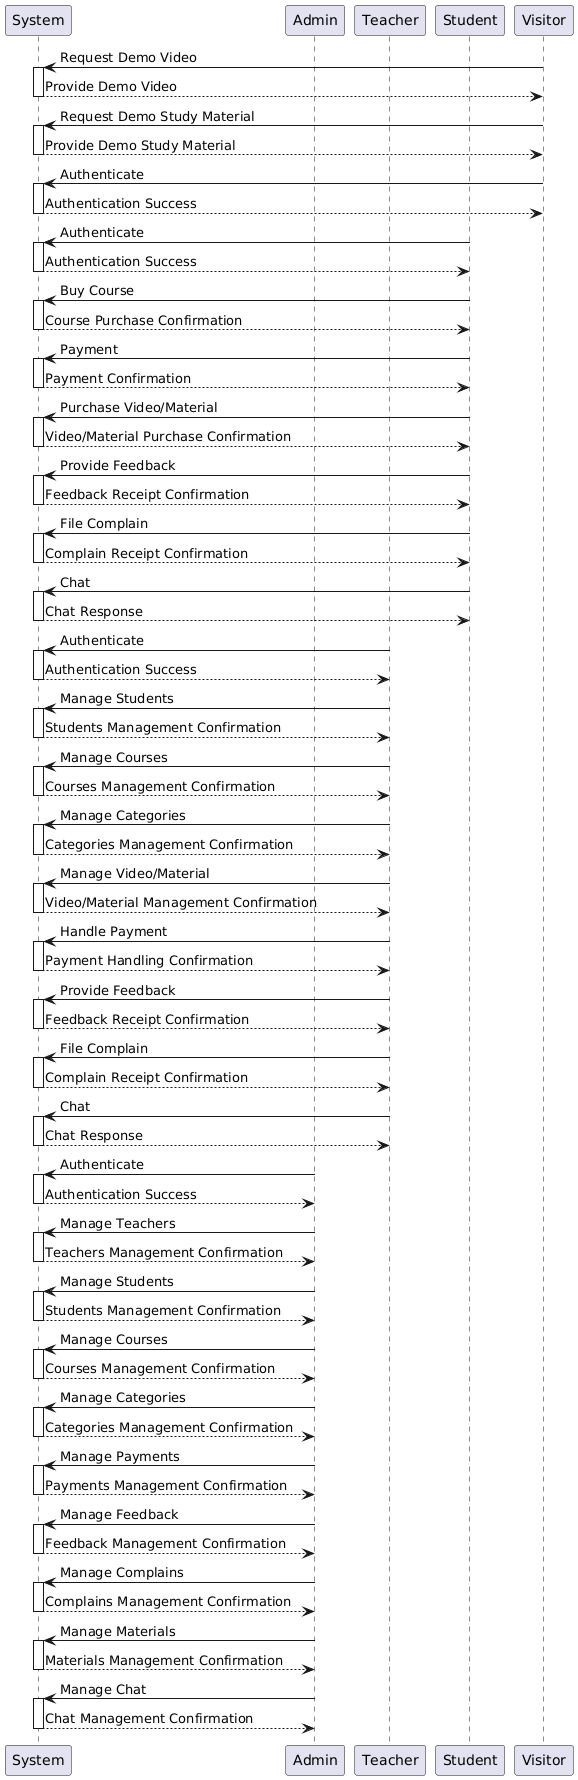 System Admin Teacher Student Visitor
Request Demo Video
Provide Demo Video
Request Demo Study Material
Provide Demo Study Material
Authenticate
Authentication Success
Authenticate
Authentication Success
Buy Course
Course Purchase Confirmation
Payment
Payment Confirmation
Purchase Video/Material
Video/Material Purchase Confirmation
Provide Feedback
Feedback Receipt Confirmation
File Complain
Complain Receipt Confirmation
Chat
Chat Response
Authenticate
Authentication Success
Manage Students
Students Management Confirmation
Manage Courses
Courses Management Confirmation
Manage Categories
Categories Management Confirmation
Manage Video/Material
Video/Material Management Confirmation
Handle Payment
Payment Handling Confirmation
Provide Feedback
Feedback Receipt Confirmation
File Complain
Complain Receipt Confirmation
Chat
Chat Response
Authenticate
Authentication Success
Manage Teachers
Teachers Management Confirmation
Manage Students
Students Management Confirmation
Manage Courses
Courses Management Confirmation
Manage Categories
Categories Management Confirmation
Manage Payments
Payments Management Confirmation
Manage Feedback
Feedback Management Confirmation
Manage Complains
Complains Management Confirmation
Manage Materials
Materials Management Confirmation
Manage Chat
Chat Management Confirmation
System Admin Teacher Student Visitor